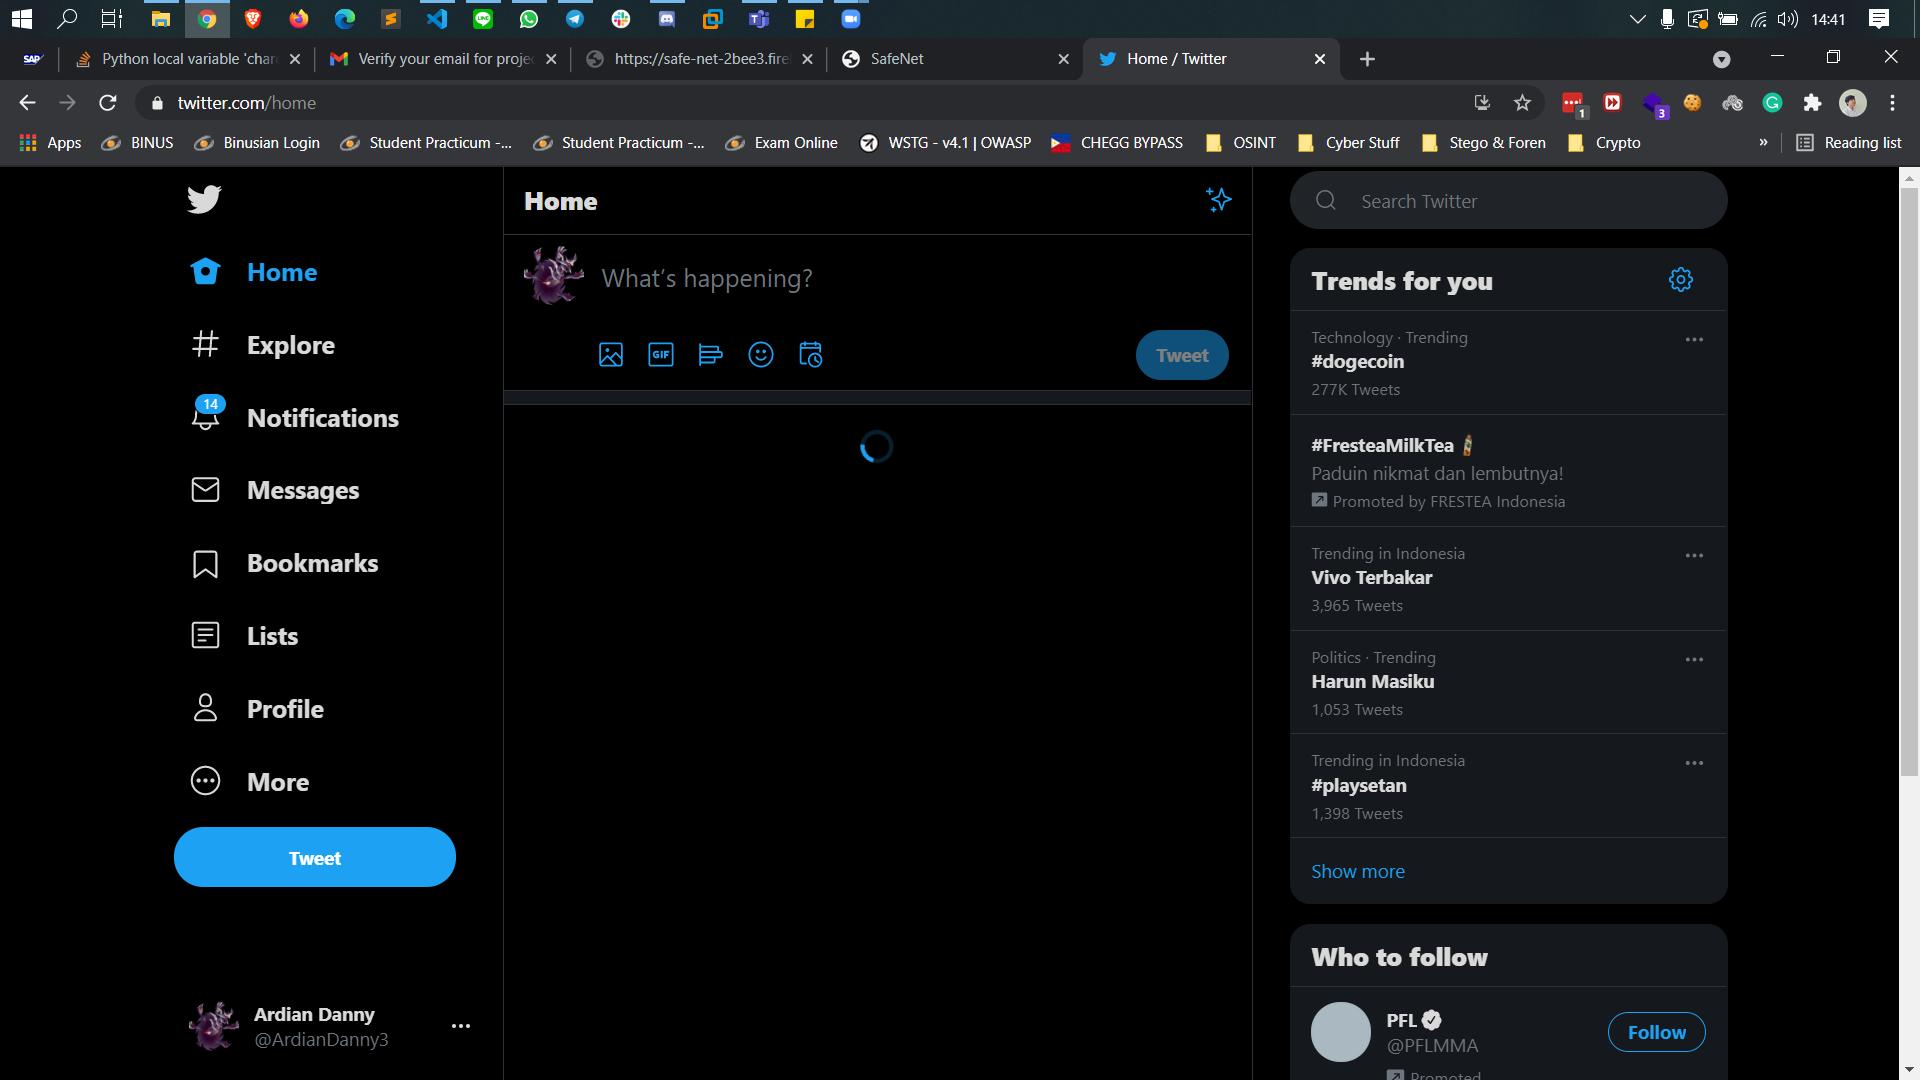 14:41
SAP
Python local variable 'char
Verify your email for proje
https://safe-net-2bee3.fire
SafeNet
Home / Twitter
twitter.com/home
1
3
Apps
BINUS
Binusian Login
Student Practicum -...
Student Practicum -...
Exam Online
WSTG - v4.1 | OWASP
CHEGG BYPASS
OSINT
Cyber Stuff
Stego & Foren
Crypto
»
Reading list
Home
Explore
14
Notifications
Messages
Bookmarks
Lists
Profile
More
Tweet
Ardian Danny
@ArdianDanny3
Home
What's happening?
GIF
Tweet
Search Twitter
Trends for you
Technology · Trending
#dogecoin
277K Tweets
#FresteaMilkTea
Paduin nikmat dan lembutnya!
Promoted by FRESTEA Indonesia
Trending in Indonesia
Vivo Terbakar
3,965 Tweets
Politics · Trending
Harun Masiku
1,053 Tweets
Trending in Indonesia
#playsetan
1,398 Tweets
Show more
Who to follow
PFL
@PFLMMA
Follow
Promoted